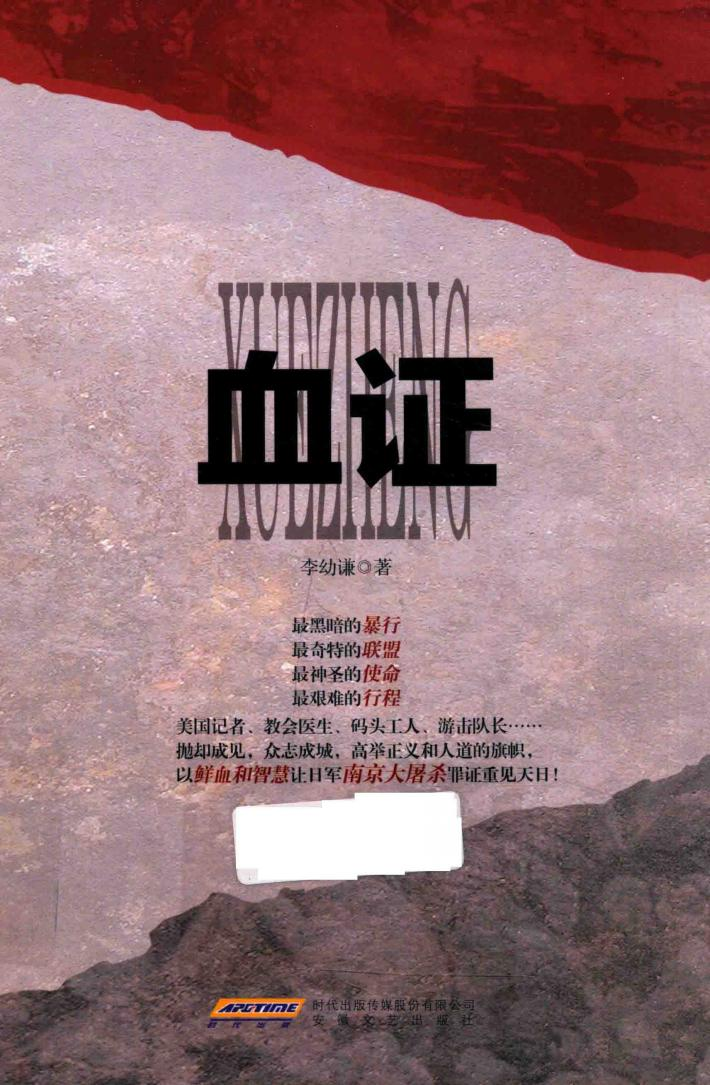 XUEZHENG
血证
李幼谦◎著
最黑暗的暴行
最奇特的联盟
最神圣的使命
最艰难的行程
美国记者、教会医生、码头工人、游击队长……
抛却成见，众志成城，高举正义和人道的旗帜，
以鲜血和智慧让日军南京大屠杀罪证重见天日！
ARCTIME
时代出版
时代出版传媒股份有限公司
安徽文艺出版社